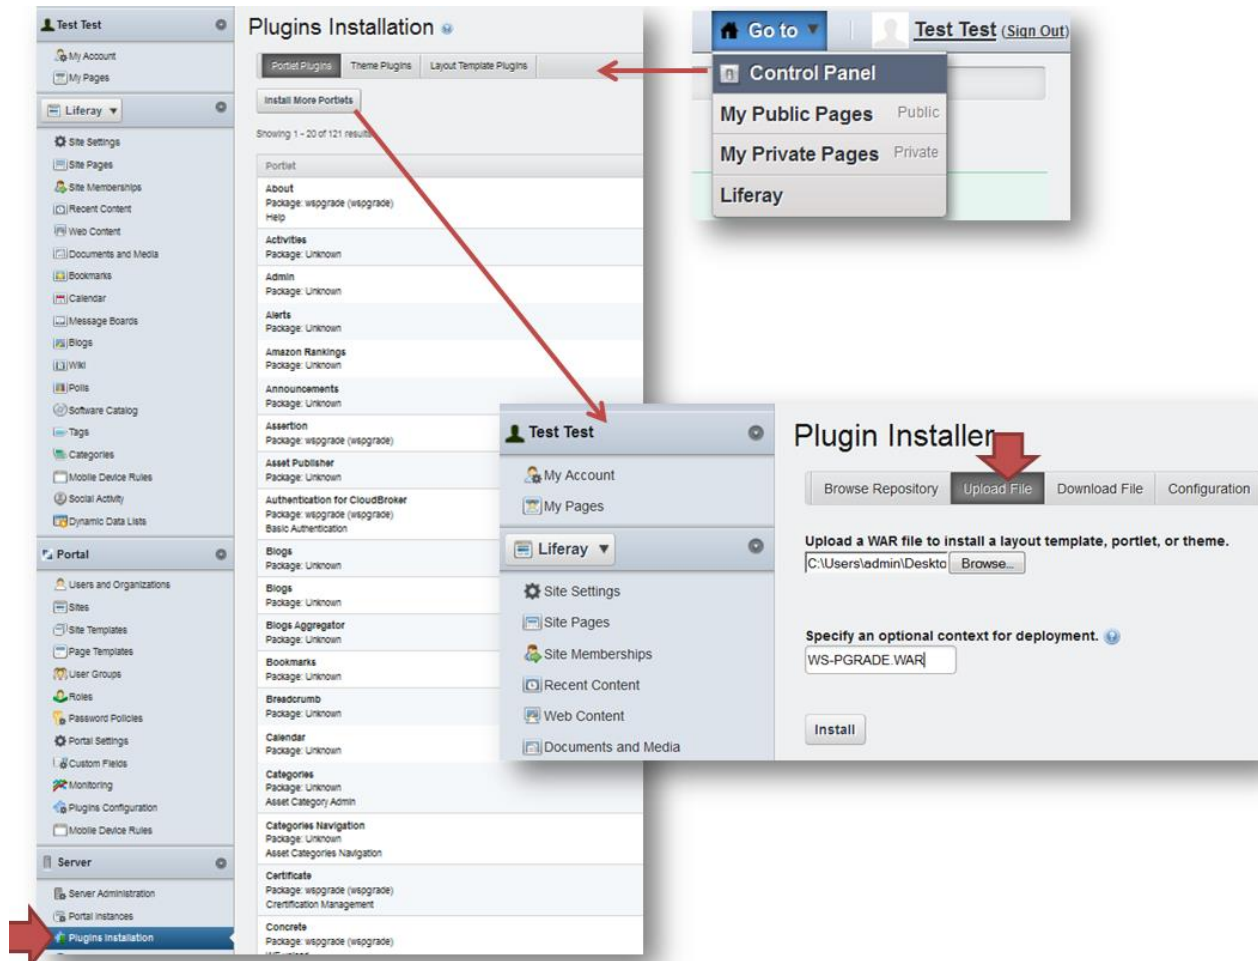 Test Test
My Account
My Pages
Liferay
Site Settings
Site Pages
Site Memberships
Recent Content
Web Content
Documents and Media
Bookmarks
Calendar
Message Boards
Blogs
Wiki
Polls
Software Catalog
Tags
Categories
Mobile Device Rules
Social Activity
Dynamic Data Lists
Portal
Users and Organizations
Sites
Site Templates
Page Templates
User Groups
Roles
Password Policies
Portal Settings
Custom Fields
Monitoring
Plugins Configuration
Mobile Device Rules
Server
Server Administration
Portal Instances
Plugins Installation
Plugins Installation
Portlet Plugins Theme Plugins Layout Template Plugins
Install More Portlets
Showing 1 - 20 of 121 results
Portlet
About
Package: wspgrade (wspgrade)
Help
Activities
Package: Unknown
Admin
Package: Unknown
Alerts
Package: Unknown
Amazon Rankings
Package: Unknown
Announcements
Package: Unknown
Assertion
Package: wspgrade (wspgrade)
Asset Publisher
Package: Unknown
Authentication for CloudBroker
Package: wspgrade (wspgrade)
Basic Authentication
Blogs
Package: Unknown
Blogs
Package: Unknown
Blogs Aggregator
Package: Unknown
Bookmarks
Package: Unknown
Breadcrumb
Package: Unknown
Calendar
Package: Unknown
Categories
Package: Unknown
Asset Category Admin
Categories Navigation
Package: Unknown
Asset Categories Navigation
Certificate
Package: wspgrade (wspgrade)
Crertification Management
Concrete
Package: wspgrade (wspgrade)
Go to Test Test (Sign Out)
Control Panel
My Public Pages Public
My Private Pages Private
Liferay
Test Test
My Account
My Pages
Liferay
Site Settings
Site Pages
Site Memberships
Recent Content
Web Content
Documents and Media
Plugin Installer
Browse Repository Upload File Download File Configuration
Upload a WAR file to install a layout template, portlet, or theme.
C:\Users\admin\Deskto Browse...
Specify an optional context for deployment.
WS-PGRADE.WAR
Install